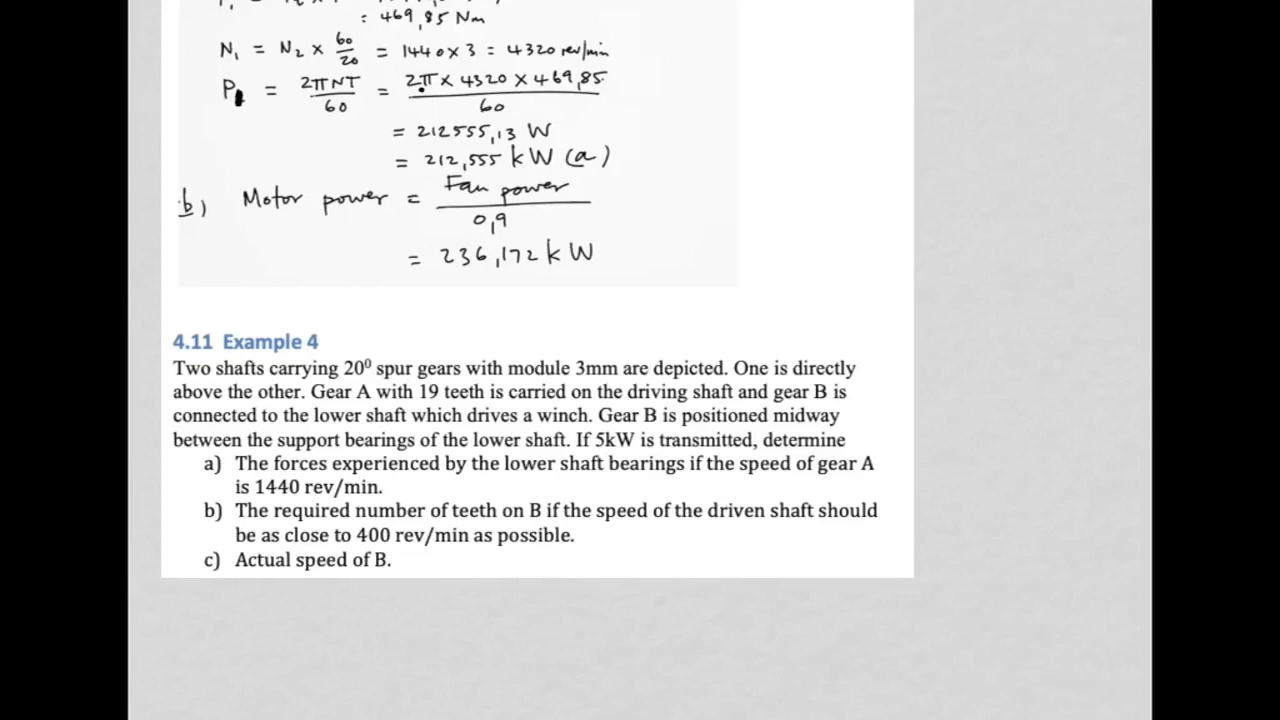 : 469,85 Nm
N₁ = N₂ × 60/20 = 1440×3 = 4320 rev/min
P₁ = 2πNT/60 = 2π × 4320 × 469,85/60
= 212555,13 W
= 212,555 kW (a)
b) Motor power = Fan power/0,9
= 236,172 kW
4.11 Example 4
Two shafts carrying 20⁰ spur gears with module 3mm are depicted. One is directly
above the other. Gear A with 19 teeth is carried on the driving shaft and gear B is
connected to the lower shaft which drives a winch. Gear B is positioned midway
between the support bearings of the lower shaft. If 5kW is transmitted, determine
a) The forces experienced by the lower shaft bearings if the speed of gear A
is 1440 rev/min.
b) The required number of teeth on B if the speed of the driven shaft should
be as close to 400 rev/min as possible.
c) Actual speed of B.